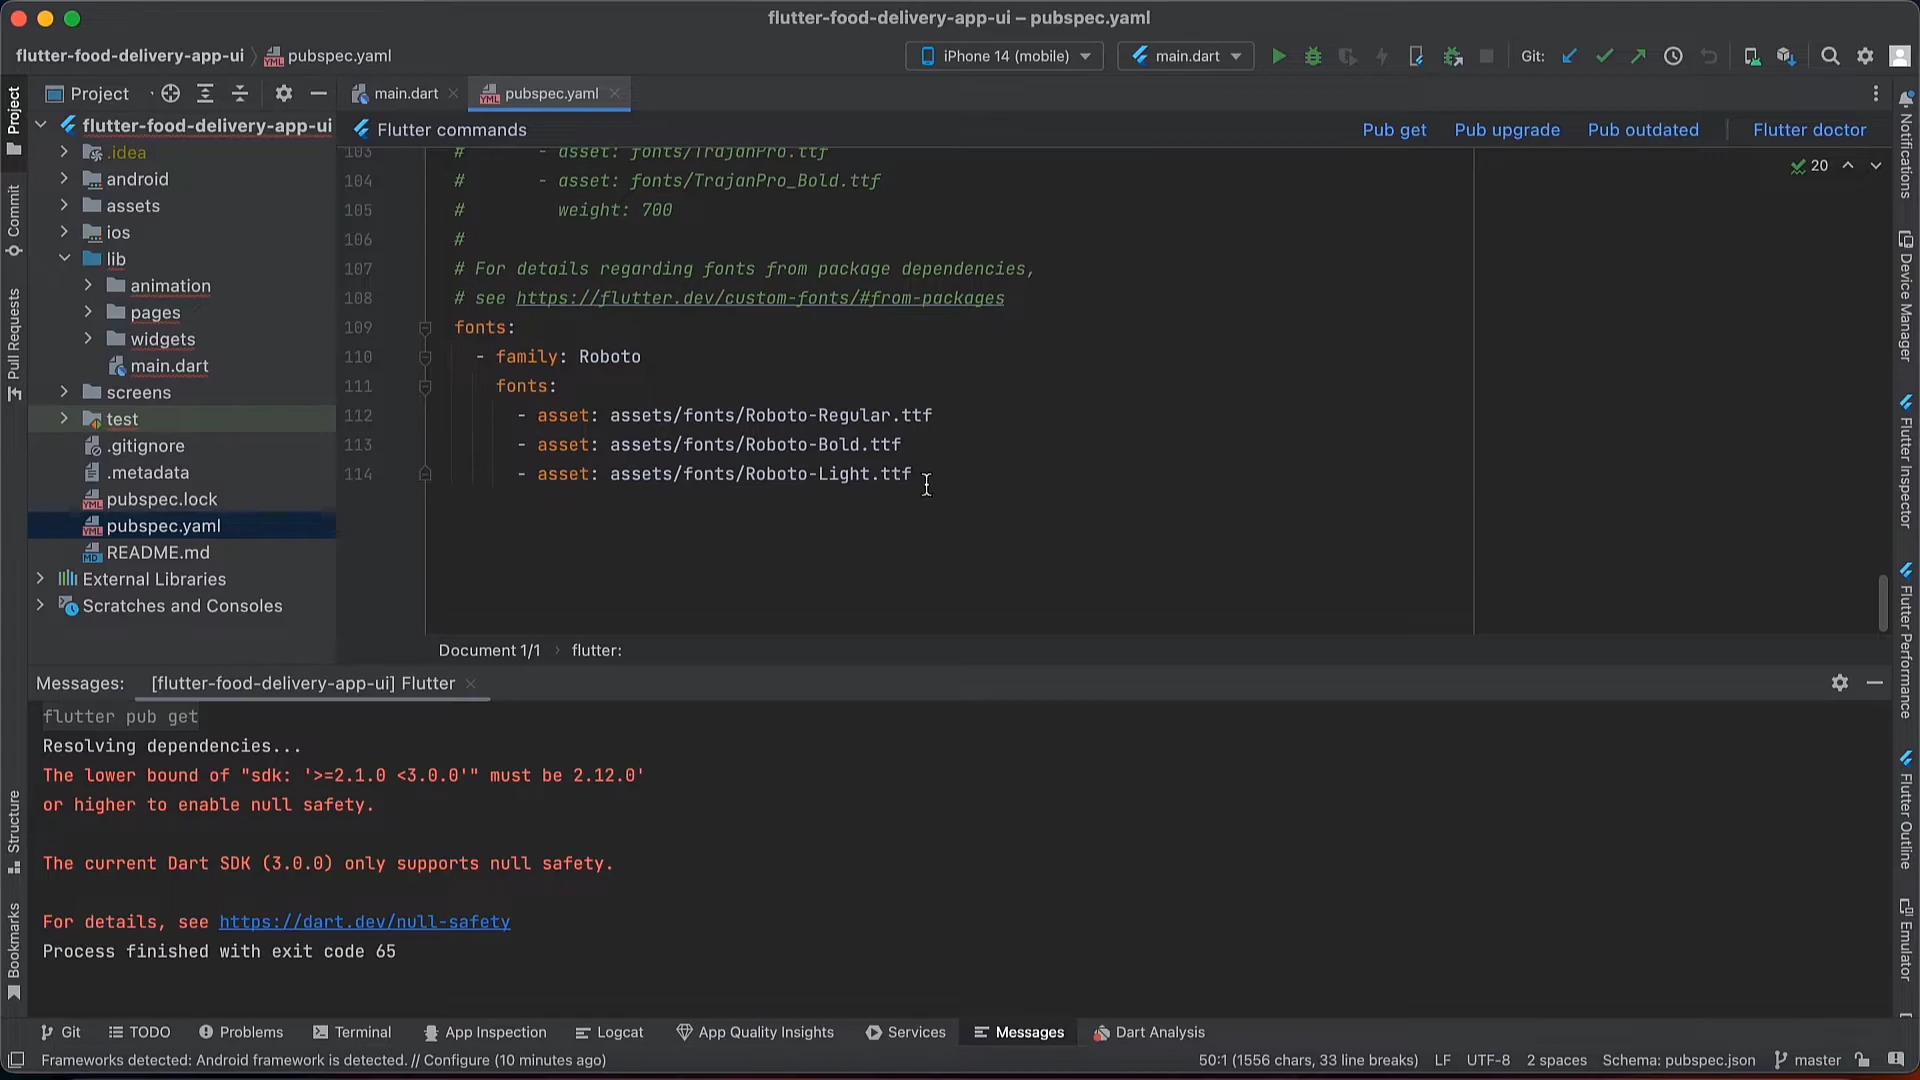 flutter-food-delivery-app-ui – pubspec.yaml
flutter-food-delivery-app-ui
pubspec.yaml
iPhone 14 (mobile)
main.dart
Git:
Project
Project
Commit
Pull Requests
Structure
Bookmarks
flutter-food-delivery-app-ui
.idea
android
assets
ios
lib
animation
pages
widgets
main.dart
screens
test
.gitignore
.metadata
pubspec.lock
pubspec.yaml
README.md
External Libraries
Scratches and Consoles
main.dart
pubspec.yaml
Flutter commands
Pub get
Pub upgrade
Pub outdated
Flutter doctor
20
103 # - asset: fonts/TrajanPro.ttf
104 # - asset: fonts/TrajanPro_Bold.ttf
105 # weight: 700
106 #
107 # For details regarding fonts from package dependencies,
108 # see https://flutter.dev/custom-fonts/#from-packages
109 fonts:
110 - family: Roboto
111 fonts:
112 - asset: assets/fonts/Roboto-Regular.ttf
113 - asset: assets/fonts/Roboto-Bold.ttf
114 - asset: assets/fonts/Roboto-Light.ttf
Document 1/1 › flutter:
Notifications
Device Manager
Flutter Inspector
Flutter Performance
Flutter Outline
Emulator
Messages: [flutter-food-delivery-app-ui] Flutter
flutter pub get
Resolving dependencies...
The lower bound of "sdk: '>=2.1.0 <3.0.0'" must be 2.12.0'
or higher to enable null safety.
The current Dart SDK (3.0.0) only supports null safety.
For details, see https://dart.dev/null-safety
Process finished with exit code 65
Git
TODO
Problems
Terminal
App Inspection
Logcat
App Quality Insights
Services
Messages
Dart Analysis
Frameworks detected: Android framework is detected. // Configure (10 minutes ago)
50:1 (1556 chars, 33 line breaks)
LF
UTF-8
2 spaces
Schema: pubspec.json
master